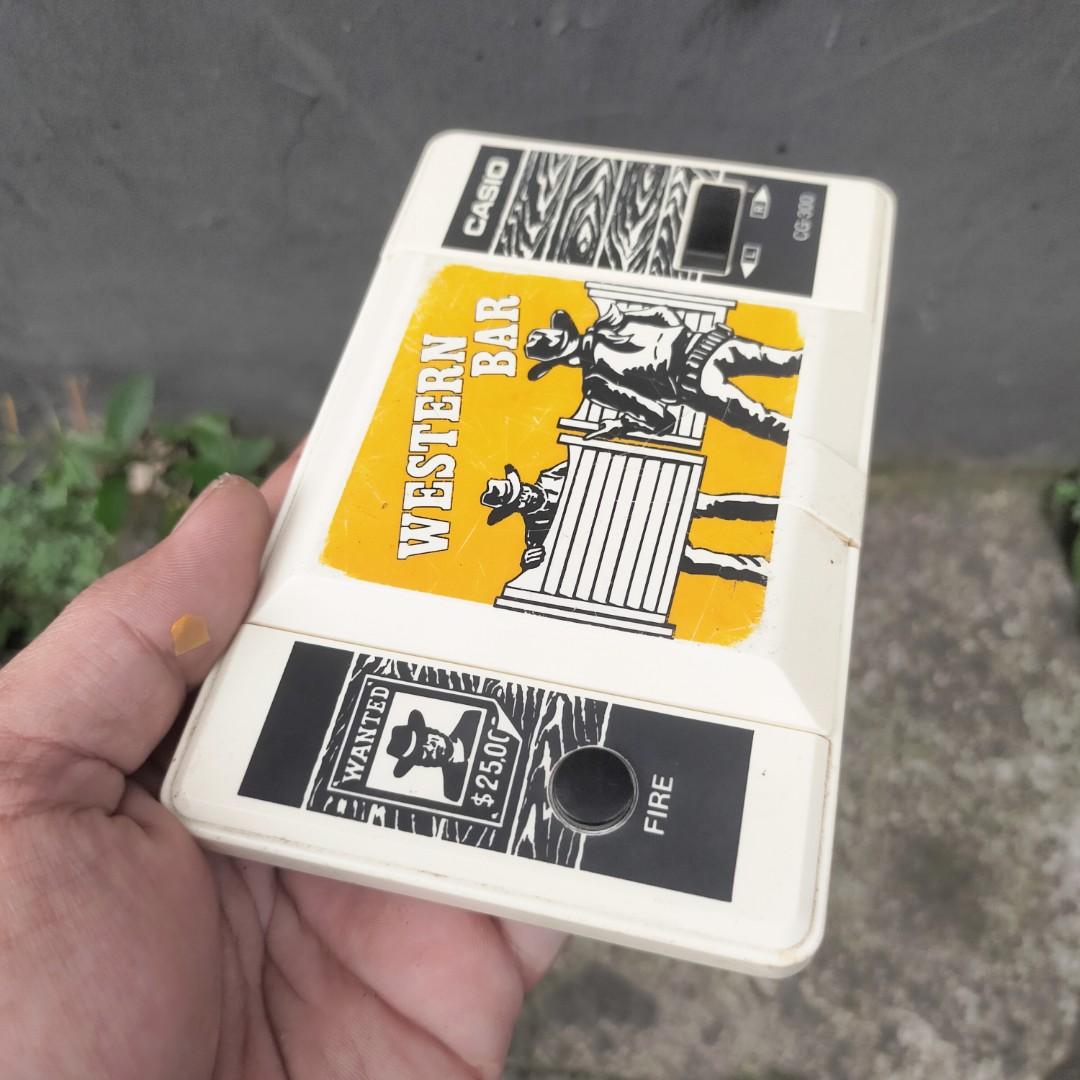 CASIO
R
L
CG-300
WESTERN
BAR
WANTED
$25.00
FIRE